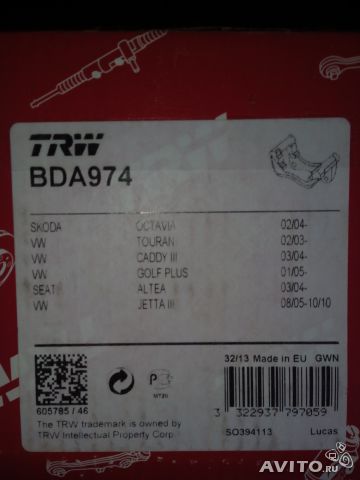 TRW
BDA974
SKODA OCTAVIA 02/04-
VW TOURAN 02/03-
VW CADDY III 03/04-
VW GOLF PLUS 01/05-
SEAT ALTEA 03/04-
VW JETTA III 08/05-10/10
32/13 Made in EU GWN
605785 / 46
3 322937 797059
The TRW trademark is owned by
TRW Intellectual Property Corp.
SO394113 Lucas
AVITO.ru